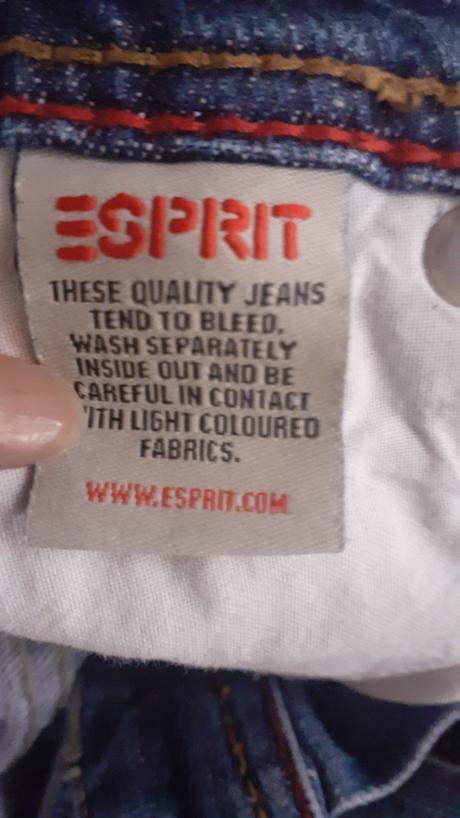 ESPRIT
THESE QUALITY JEANS
TEND TO BLEED.
WASH SEPARATELY
INSIDE OUT AND BE
CAREFUL IN CONTACT
WITH LIGHT COLOURED
FABRICS.
WWW.ESPRIT.COM